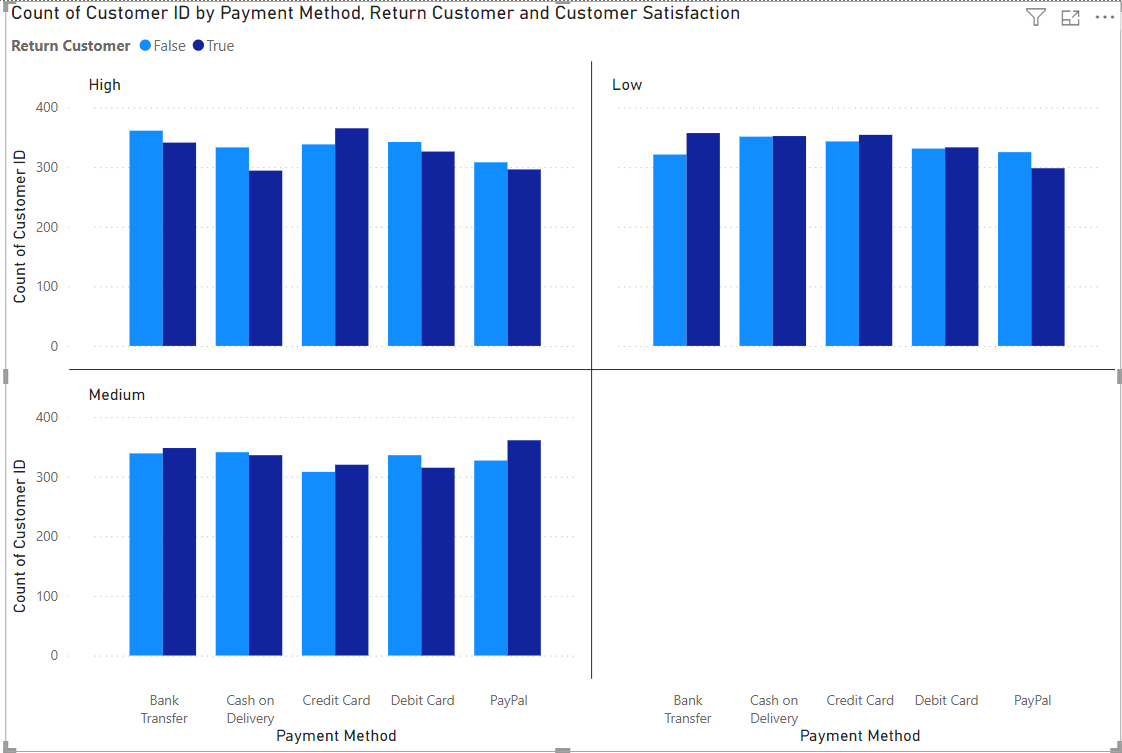 Count of Customer ID by Payment Method, Return Customer and Customer Satisfaction
Return Customer False True
High
Low
400
300
200
100
0
Count of Customer ID
Medium
400
300
200
100
0
Count of Customer ID
Bank Transfer
Cash on Delivery
Credit Card
Debit Card
PayPal
Payment Method
Bank Transfer
Cash on Delivery
Credit Card
Debit Card
PayPal
Payment Method